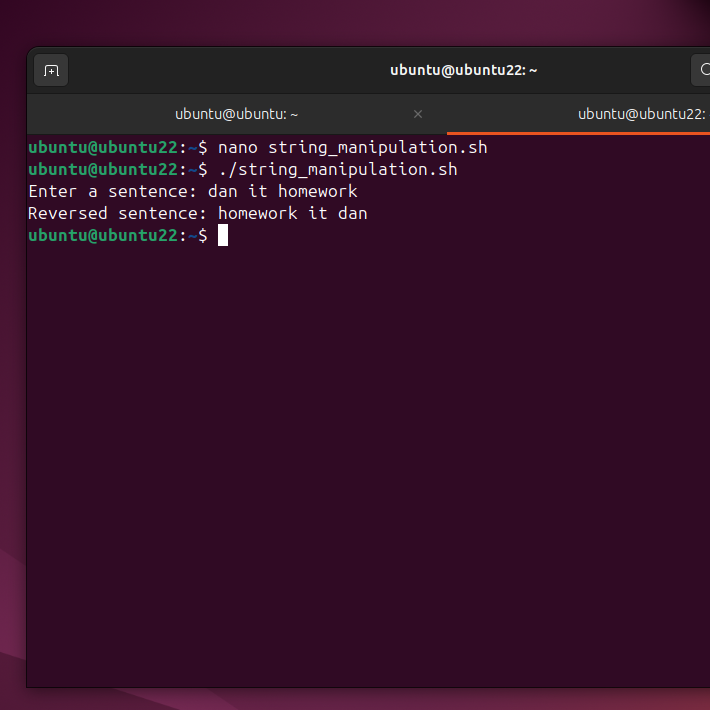 ubuntu@ubuntu22: ~
ubuntu@ubuntu: ~ ×
ubuntu@ubuntu22:
ubuntu@ubuntu22:~$ nano string_manipulation.sh
ubuntu@ubuntu22:~$ ./string_manipulation.sh
Enter a sentence: dan it homework
Reversed sentence: homework it dan
ubuntu@ubuntu22:~$